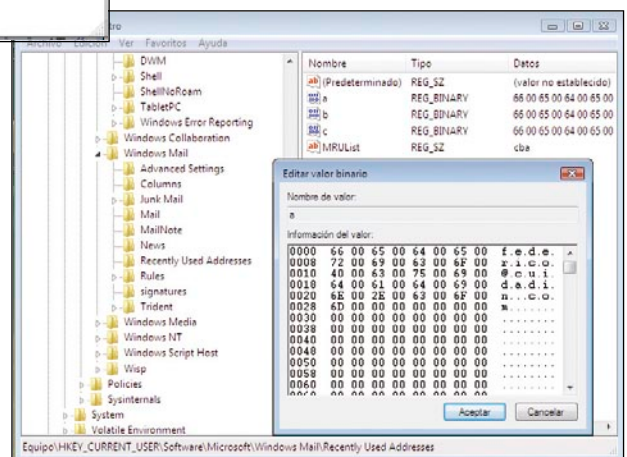 tro
Archivo Edición Ver Favoritos Ayuda
DWM
Shell
ShellNoRoam
TabletPC
Windows Error Reporting
Windows Collaboration
Windows Mail
Advanced Settings
Columns
Junk Mail
Mail
MailNote
News
Recently Used Addresses
Rules
signatures
Trident
Windows Media
Windows NT
Windows Script Host
Wisp
Policies
Sysinternals
System
Volatile Environment
Nombre Tipo Datos
(Predeterminado) REG_SZ (valor no establecido)
a REG_BINARY 66 00 65 00 64 00 65 00
b REG_BINARY 66 00 65 00 64 00 65 00
c REG_BINARY 66 00 65 00 64 00 65 00
MRUList REG_SZ cba
Editar valor binario
Nombre de valor:
a
Información del valor:
0000 66 00 65 00 64 00 65 00 f.e.d.e.
0008 72 00 69 00 63 00 6F 00 r.i.c.o.
0010 40 00 63 00 75 00 69 00 @.c.u.i.
0018 64 00 61 00 64 00 69 00 d.a.d.i.
0020 6E 00 2E 00 63 00 6F 00 n...c.o.
0028 6D 00 00 00 00 00 00 00 m.......
0030 00 00 00 00 00 00 00 00 ........
0038 00 00 00 00 00 00 00 00 ........
0040 00 00 00 00 00 00 00 00 ........
0048 00 00 00 00 00 00 00 00 ........
0050 00 00 00 00 00 00 00 00 ........
0058 00 00 00 00 00 00 00 00 ........
0060 00 00 00 00 00 00 00 00 ........
Aceptar Cancelar
Equipo\HKEY_CURRENT_USER\Software\Microsoft\Windows Mail\Recently Used Addresses